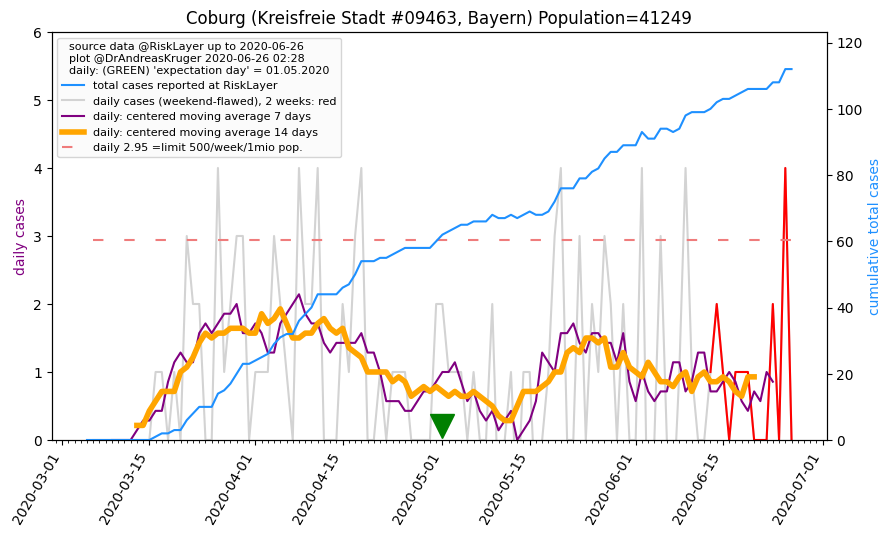 Coburg (Kreisfreie Stadt #09463, Bayern) Population=41249
source data @RiskLayer up to 2020-06-26
plot @DrAndreasKruger 2020-06-26 02:28
daily: (GREEN) 'expectation day' = 01.05.2020
total cases reported at RiskLayer
daily cases (weekend-flawed), 2 weeks: red
daily: centered moving average 7 days
daily: centered moving average 14 days
daily 2.95 =limit 500/week/1mio pop.
daily cases
6
5
4
3
2
1
0
cumulative total cases
120
100
80
60
40
20
0
2020-03-01
2020-03-15
2020-04-01
2020-04-15
2020-05-01
2020-05-15
2020-06-01
2020-06-15
2020-07-01